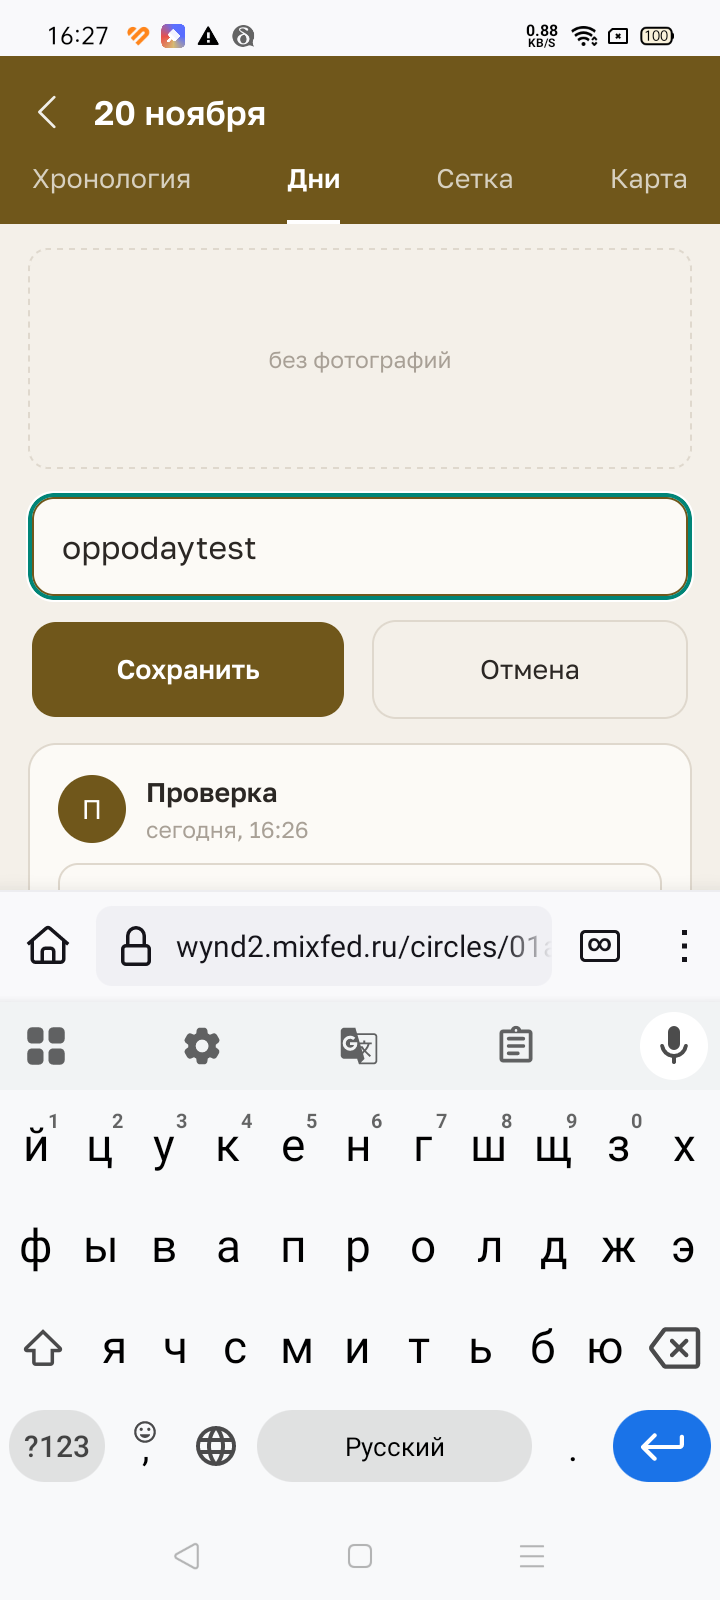 16:27
0.88
KB/S
100
20 ноября
Хронология Дни Сетка Карта
без фотографий
oppodaytest
Сохранить Отмена
П
Проверка
сегодня, 16:26
wynd2.mixfed.ru/circles/01
1 2 3 4 5 6 7 8 9 0
й ц у к е н г ш щ з х
ф ы в а п р о л д ж э
я ч с м и т ь б ю
?123 , Русский .